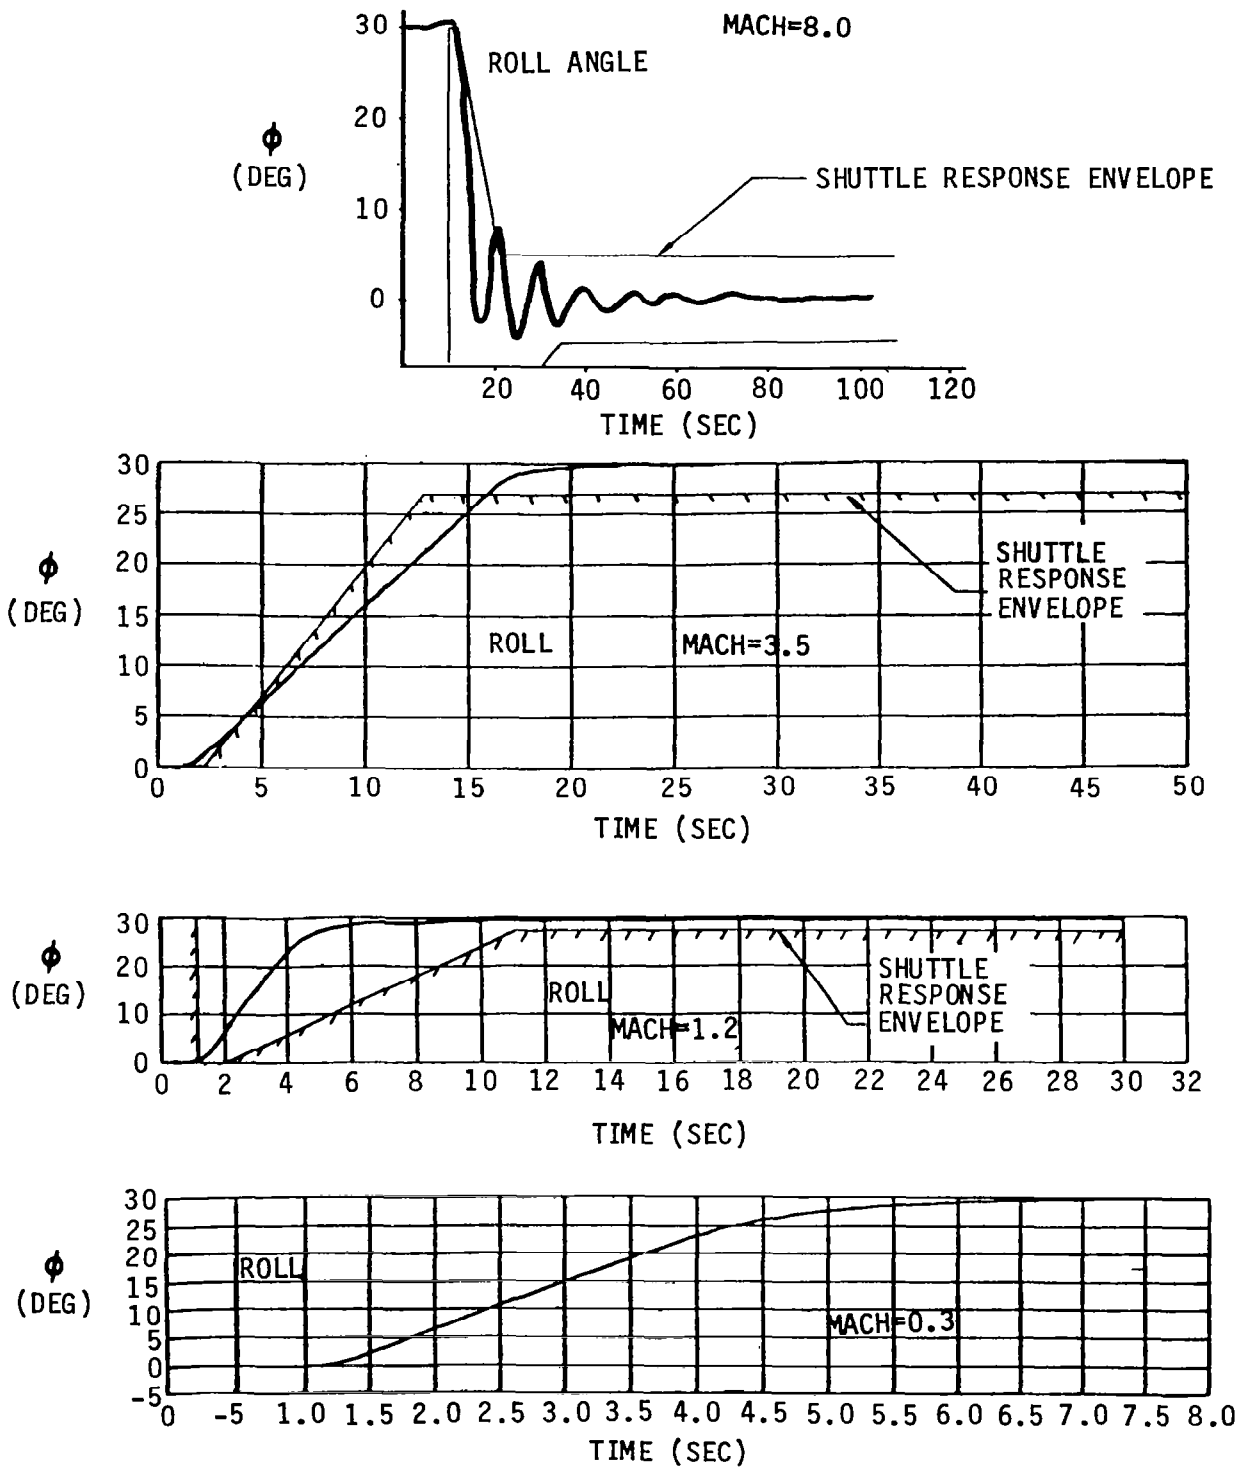 MACH=8.0
ROLL ANGLE
SHUTTLE RESPONSE ENVELOPE
ϕ
(DEG)
30
20
10
0
20 40 60 80 100 120
TIME (SEC)
30
25
20
15
10
5
0
ϕ
(DEG)
SHUTTLE
RESPONSE
ENVELOPE
ROLL MACH=3.5
0 5 10 15 20 25 30 35 40 45 50
TIME (SEC)
30
20
10
0
ϕ
(DEG)
SHUTTLE
RESPONSE
ENVELOPE
ROLL
MACH=1.2
0 2 4 6 8 10 12 14 16 18 20 22 24 26 28 30 32
TIME (SEC)
30
25
20
15
10
5
0
-5
ϕ
(DEG)
ROLL
MACH=0.3
0 -5 1.0 1.5 2.0 2.5 3.0 3.5 4.0 4.5 5.0 5.5 6.0 6.5 7.0 7.5 8.0
TIME (SEC)